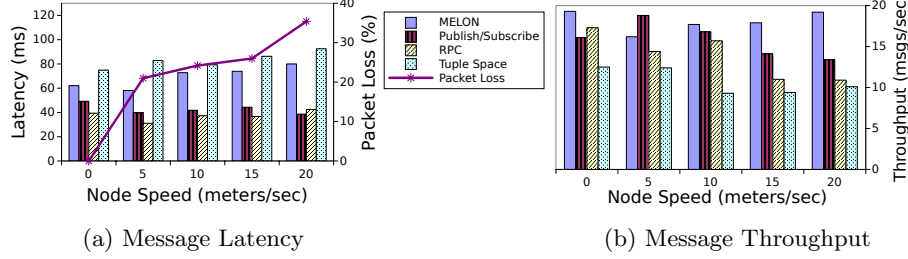 Latency (ms)
120
100
80
60
40
20
0
0
5
10
15
20
Node Speed (meters/sec)
40
30
20
10
0
Packet Loss (%)
(a) Message Latency
MELON
Publish/Subscribe
RPC
Tuple Space
Packet Loss
0
5
10
15
20
Node Speed (meters/sec)
20
15
10
5
0
Throughput (msgs/sec)
(b) Message Throughput